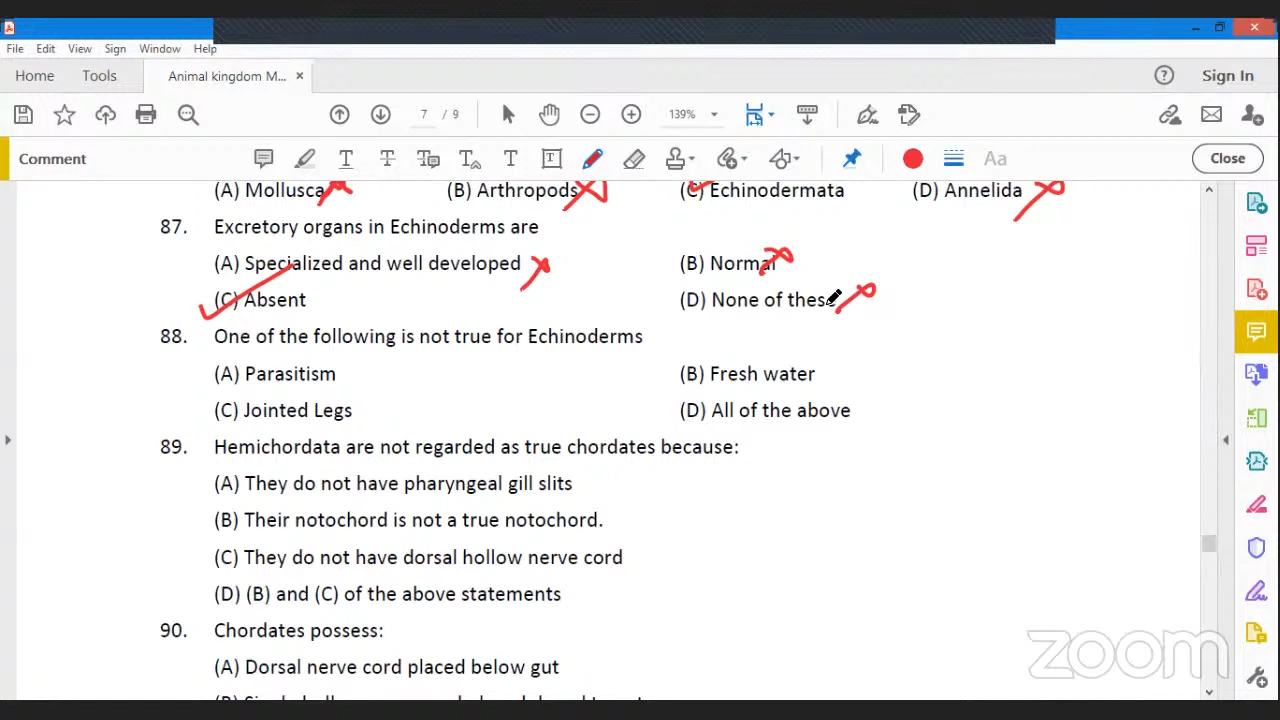 File Edit View Sign Window Help
Home Tools Animal kingdom M... × Sign In
7 / 9 139%
Comment Aa Close
(A) Mollusca (B) Arthropods (C) Echinodermata (D) Annelida
87. Excretory organs in Echinoderms are
(A) Specialized and well developed (B) Normal
(C) Absent (D) None of these
88. One of the following is not true for Echinoderms
(A) Parasitism (B) Fresh water
(C) Jointed Legs (D) All of the above
89. Hemichordata are not regarded as true chordates because:
(A) They do not have pharyngeal gill slits
(B) Their notochord is not a true notochord.
(C) They do not have dorsal hollow nerve cord
(D) (B) and (C) of the above statements
90. Chordates possess:
(A) Dorsal nerve cord placed below gut
zoom